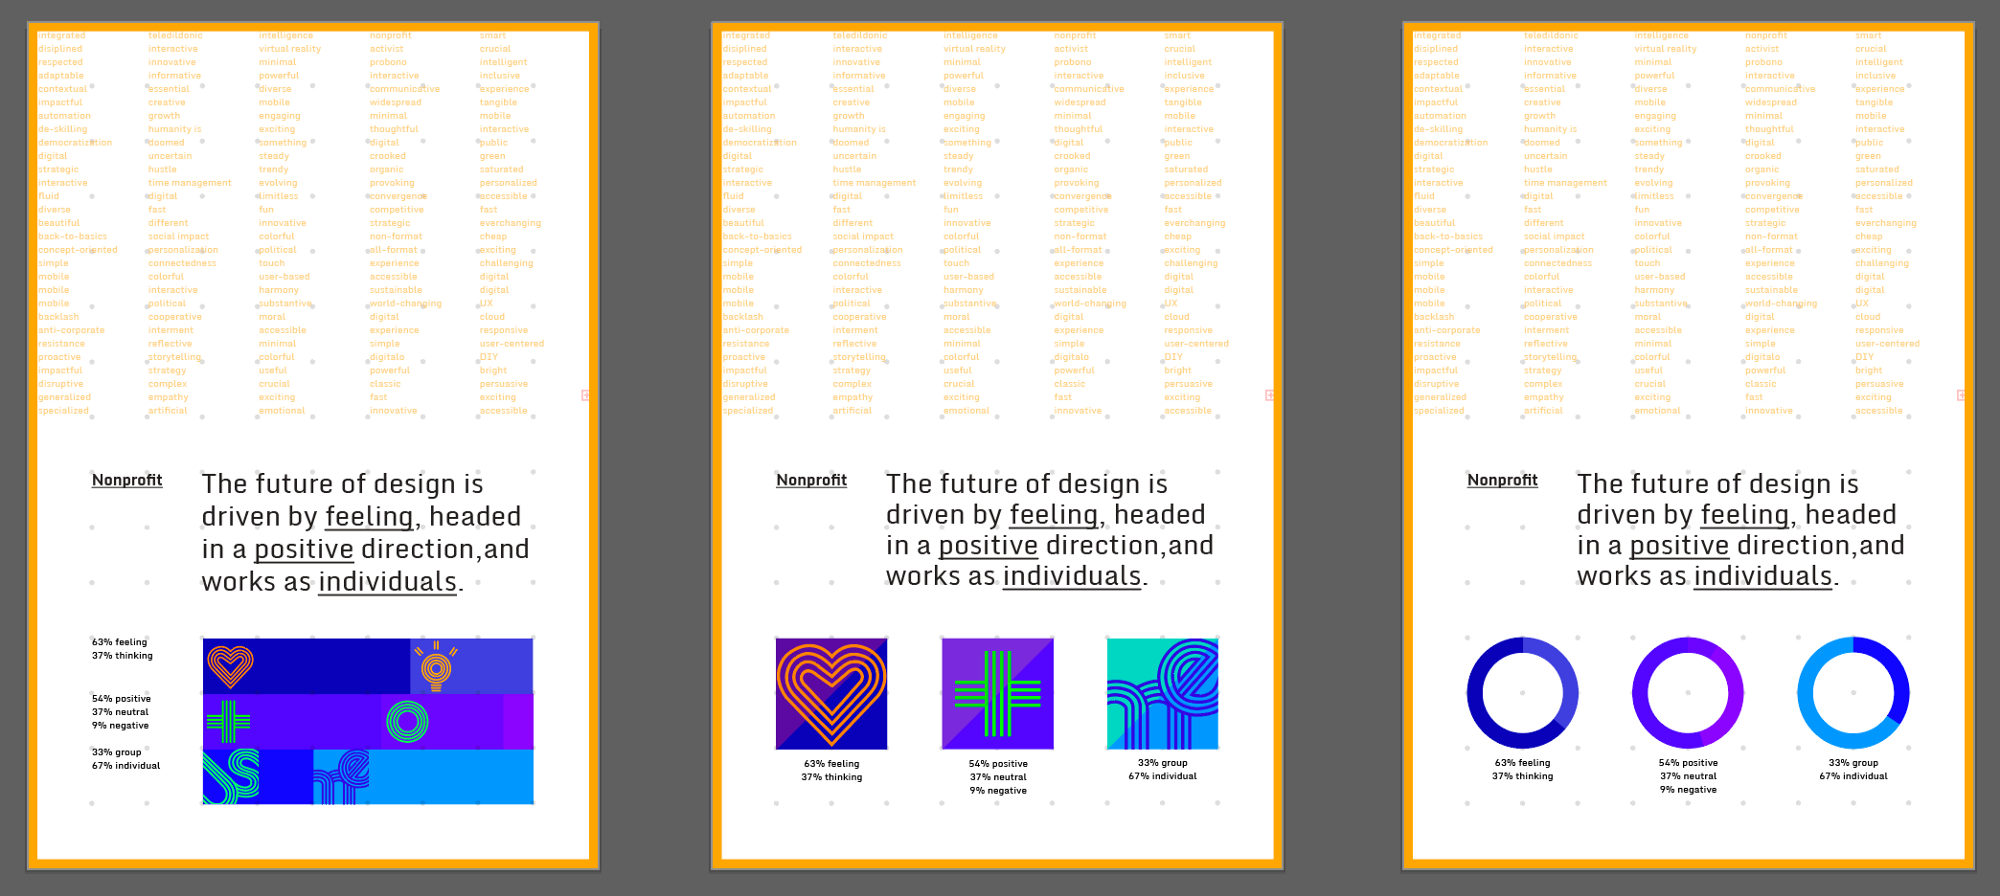 integrated teledildonic intelligence nonprofit smart
disiplined interactive virtual reality activist crucial
respected innovative minimal probono intelligent
adaptable informative powerful interactive inclusive
contextual essential diverse communicative experience
impactful creative mobile widespread tangible
automation growth engaging minimal mobile
de-skilling humanity is exciting thoughtful interactive
democratization doomed something digital public
digital uncertain steady crooked green
strategic hustle trendy organic saturated
interactive time management evolving provoking personalized
fluid digital limitless convergence accessible
diverse fast fun competitive fast
beautiful different innovative strategic everchanging
back-to-basics social impact colorful non-format cheap
concept-oriented personalization political all-format exciting
simple connectedness touch experience challenging
mobile colorful user-based accessible digital
mobile interactive harmony sustainable digital
mobile political substantive world-changing UX
backlash cooperative moral digital cloud
anti-corporate interment accessible experience responsive
resistance reflective minimal simple user-centered
proactive storytelling colorful digitalo DIY
impactful strategy useful powerful bright
disruptive complex crucial classic persuasive
generalized empathy exciting fast exciting
specialized artificial emotional innovative accessible
Nonprofit
The future of design is
driven by feeling, headed
in a positive direction,and
works as individuals.
63% feeling
37% thinking
54% positive
37% neutral
9% negative
33% group
67% individual
integrated teledildonic intelligence nonprofit smart
disiplined interactive virtual reality activist crucial
respected innovative minimal probono intelligent
adaptable informative powerful interactive inclusive
contextual essential diverse communicative experience
impactful creative mobile widespread tangible
automation growth engaging minimal mobile
de-skilling humanity is exciting thoughtful interactive
democratization doomed something digital public
digital uncertain steady crooked green
strategic hustle trendy organic saturated
interactive time management evolving provoking personalized
fluid digital limitless convergence accessible
diverse fast fun competitive fast
beautiful different innovative strategic everchanging
back-to-basics social impact colorful non-format cheap
concept-oriented personalization political all-format exciting
simple connectedness touch experience challenging
mobile colorful user-based accessible digital
mobile interactive harmony sustainable digital
mobile political substantive world-changing UX
backlash cooperative moral digital cloud
anti-corporate interment accessible experience responsive
resistance reflective minimal simple user-centered
proactive storytelling colorful digitalo DIY
impactful strategy useful powerful bright
disruptive complex crucial classic persuasive
generalized empathy exciting fast exciting
specialized artificial emotional innovative accessible
Nonprofit
The future of design is
driven by feeling, headed
in a positive direction,and
works as individuals.
63% feeling
37% thinking
54% positive
37% neutral
9% negative
33% group
67% individual
integrated teledildonic intelligence nonprofit smart
disiplined interactive virtual reality activist crucial
respected innovative minimal probono intelligent
adaptable informative powerful interactive inclusive
contextual essential diverse communicative experience
impactful creative mobile widespread tangible
automation growth engaging minimal mobile
de-skilling humanity is exciting thoughtful interactive
democratization doomed something digital public
digital uncertain steady crooked green
strategic hustle trendy organic saturated
interactive time management evolving provoking personalized
fluid digital limitless convergence accessible
diverse fast fun competitive fast
beautiful different innovative strategic everchanging
back-to-basics social impact colorful non-format cheap
concept-oriented personalization political all-format exciting
simple connectedness touch experience challenging
mobile colorful user-based accessible digital
mobile interactive harmony sustainable digital
mobile political substantive world-changing UX
backlash cooperative moral digital cloud
anti-corporate interment accessible experience responsive
resistance reflective minimal simple user-centered
proactive storytelling colorful digitalo DIY
impactful strategy useful powerful bright
disruptive complex crucial classic persuasive
generalized empathy exciting fast exciting
specialized artificial emotional innovative accessible
Nonprofit
The future of design is
driven by feeling, headed
in a positive direction,and
works as individuals.
63% feeling
37% thinking
54% positive
37% neutral
9% negative
33% group
67% individual